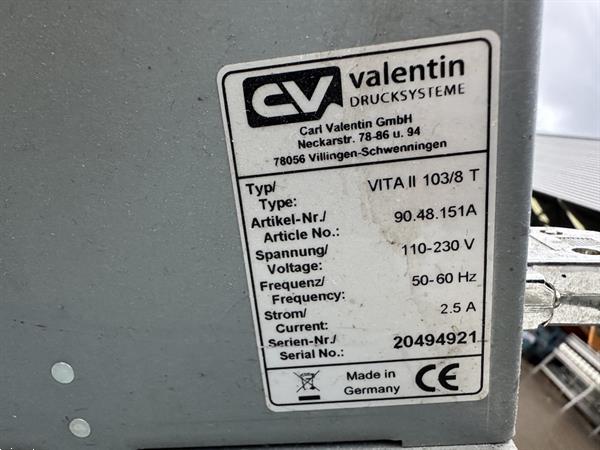 CV valentin
DRUCKSYSTEME
Carl Valentin GmbH
Neckarstr. 78-86 u. 94
78056 Villingen-Schwenningen
Typ/ VITA II 103/8 T
Type:
Artikel-Nr./ 90.48.151A
Article No.:
Spannung/ 110-230 V
Voltage:
Frequenz/ 50-60 Hz
Frequency:
Strom/ 2.5 A
Current:
Serien-Nr./ 20494921
Serial No.:
Made in
Germany CE